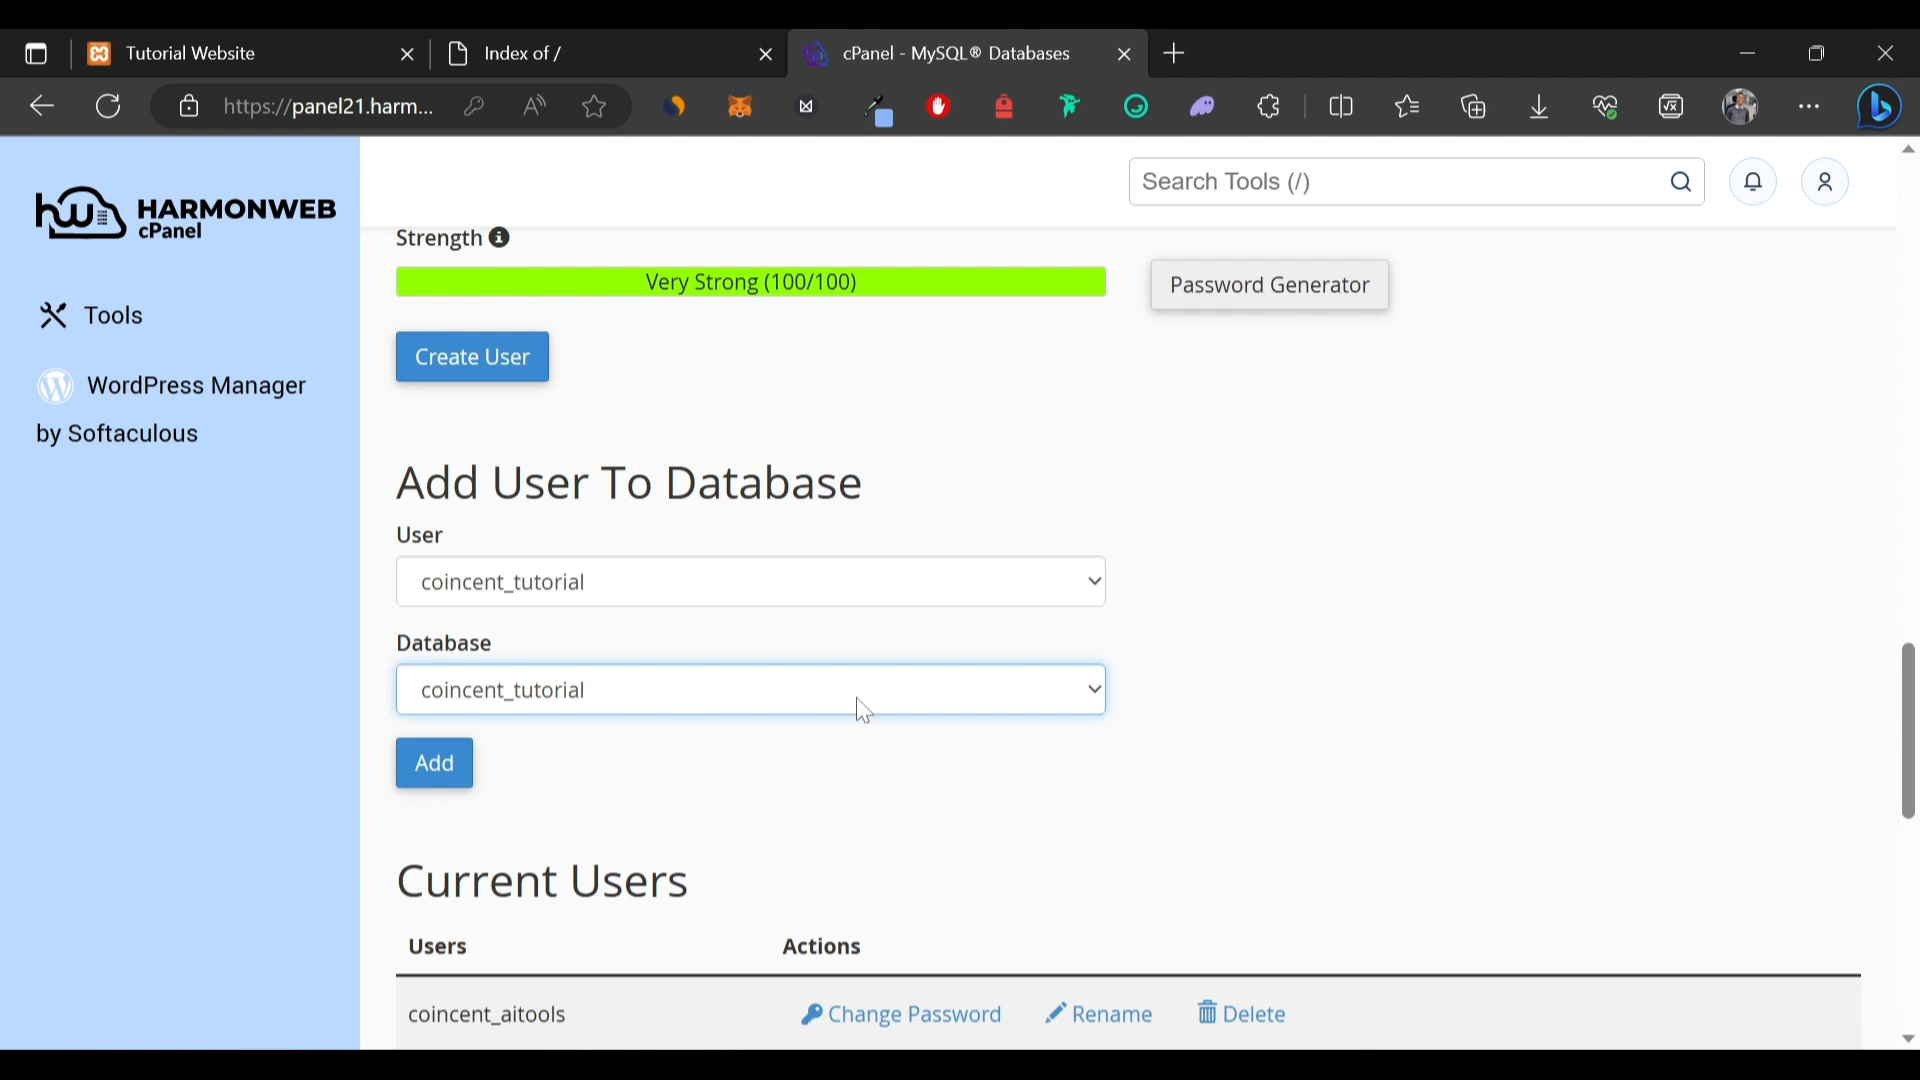 Tutorial Website
Index of /
cPanel - MySQL® Databases
https://panel21.harm...
HARMONWEB
cPanel
Search Tools (/)
Tools
WordPress Manager
by Softaculous
Strength
Very Strong (100/100)
Password Generator
Create User
Add User To Database
User
coincent_tutorial
Database
coincent_tutorial
Add
Current Users
Users Actions
coincent_aitools Change Password Rename Delete